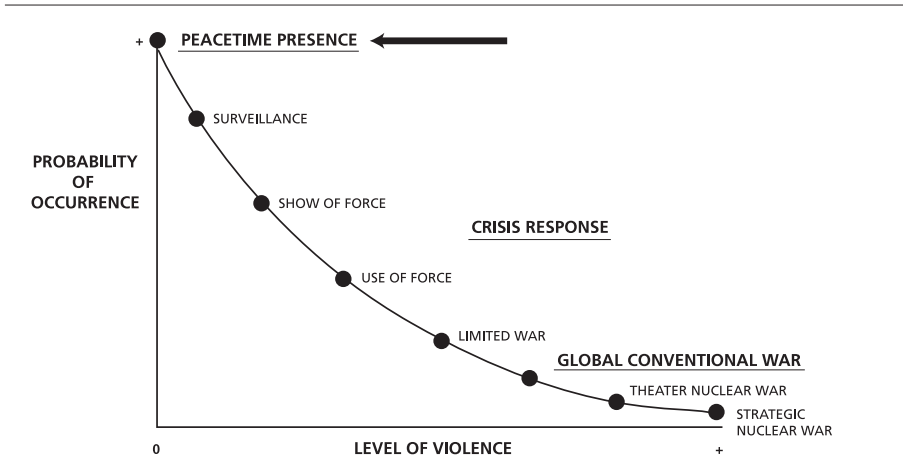 +
PEACETIME PRESENCE
SURVEILLANCE
PROBABILITY
OF
OCCURRENCE
SHOW OF FORCE
CRISIS RESPONSE
USE OF FORCE
LIMITED WAR
GLOBAL CONVENTIONAL WAR
THEATER NUCLEAR WAR
STRATEGIC
NUCLEAR WAR
0
LEVEL OF VIOLENCE
+